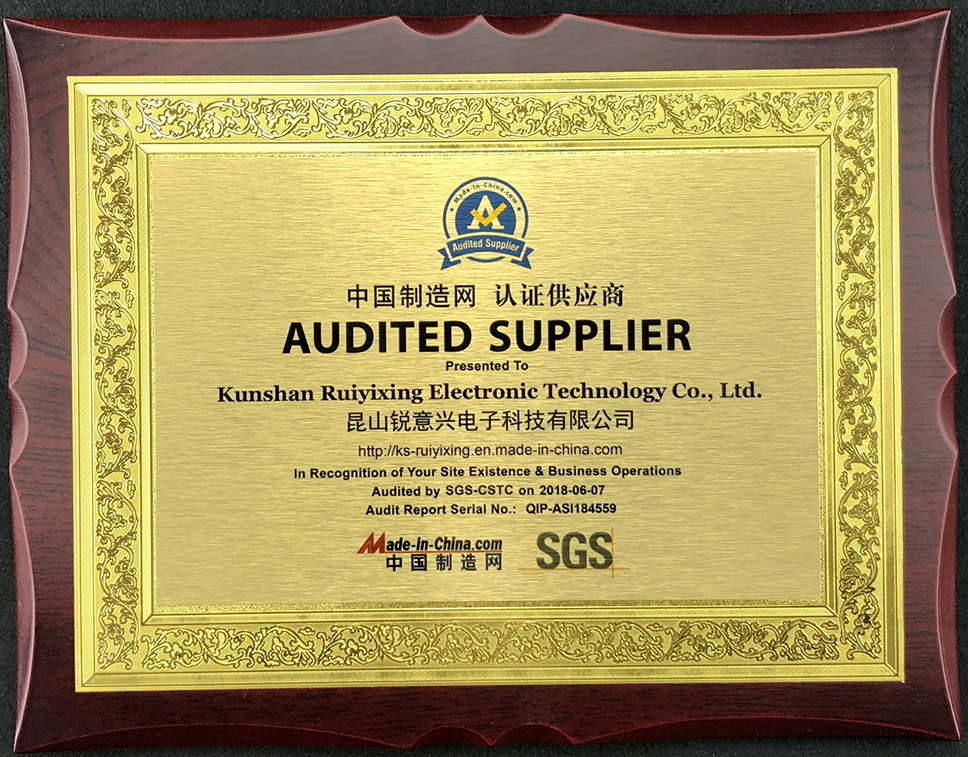 Made-in-China.com
Audited Supplier
中国制造网 认证供应商
AUDITED SUPPLIER
Presented To
Kunshan Ruiyixing Electronic Technology Co., Ltd.
昆山锐意兴电子科技有限公司
http://ks-ruiyixing.en.made-in-china.com
In Recognition of Your Site Existence & Business Operations
Audited by SGS-CSTC on 2018-06-07
Audit Report Serial No.: QIP-ASI184559
Made-in-China.com
中国制造网
SGS